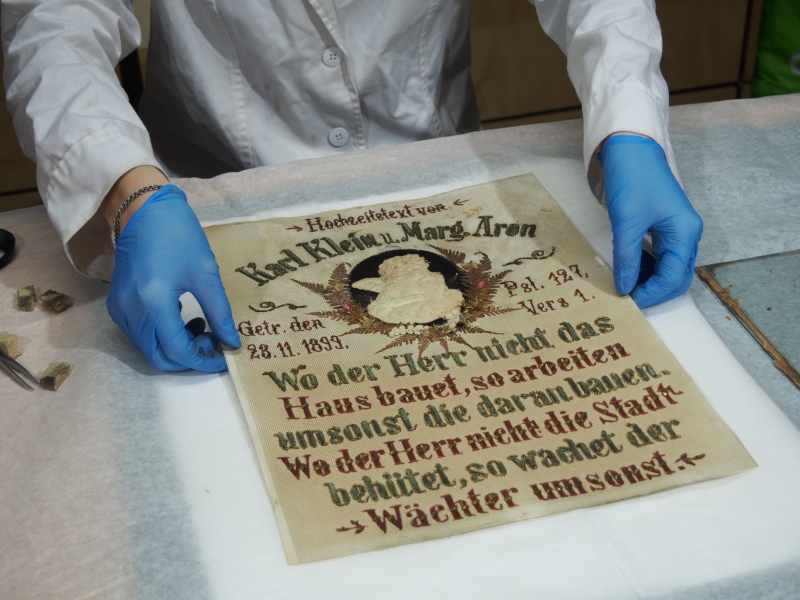 Hochzeitstext von
Karl Klein u. Marg. Aron
Getr. den
23. 11. 1899.
Psl. 127,
Vers 1.
Wo der Herr nicht das
Haus bauet, so arbeiten
umsonst die daran bauen.
Wo der Herr nicht die Stadt
behütet, so wachet der
Wächter umsonst.